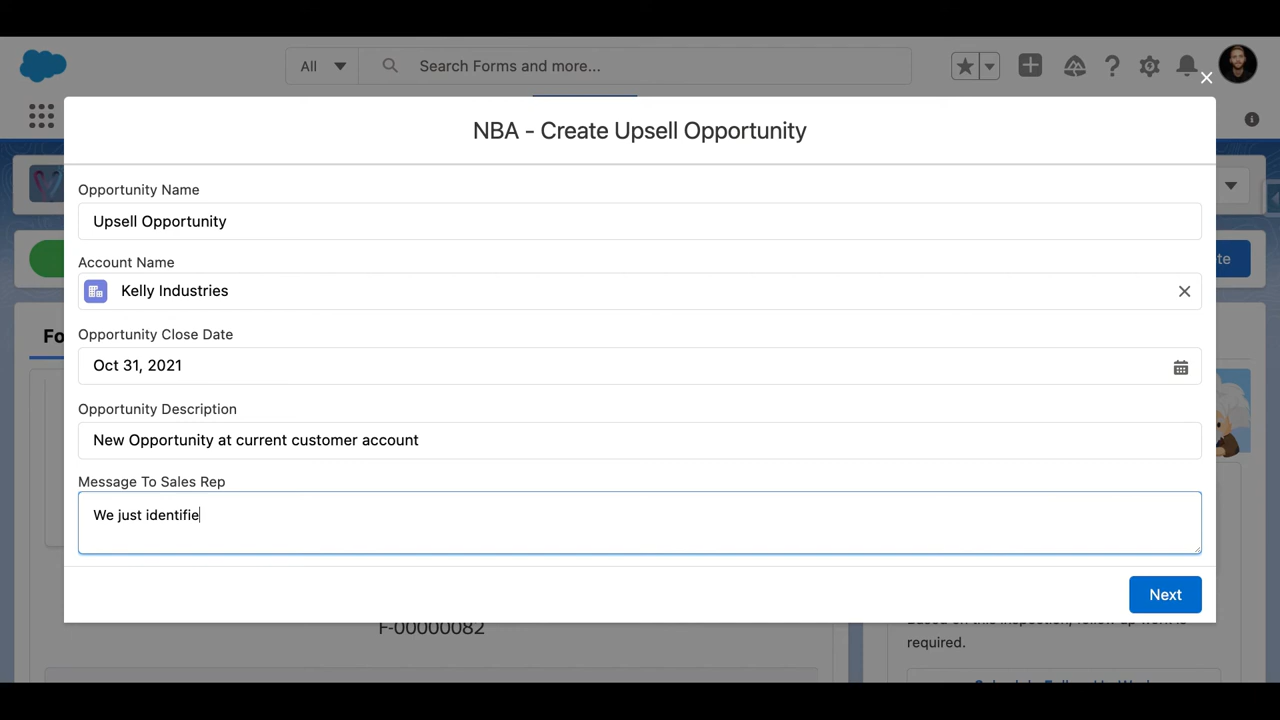 All
Search Forms and more...
NBA - Create Upsell Opportunity
Opportunity Name
Upsell Opportunity
Account Name
Kelly Industries
Opportunity Close Date
Oct 31, 2021
Opportunity Description
New Opportunity at current customer account
Message To Sales Rep
We just identifie
Next
F-00000082
required.